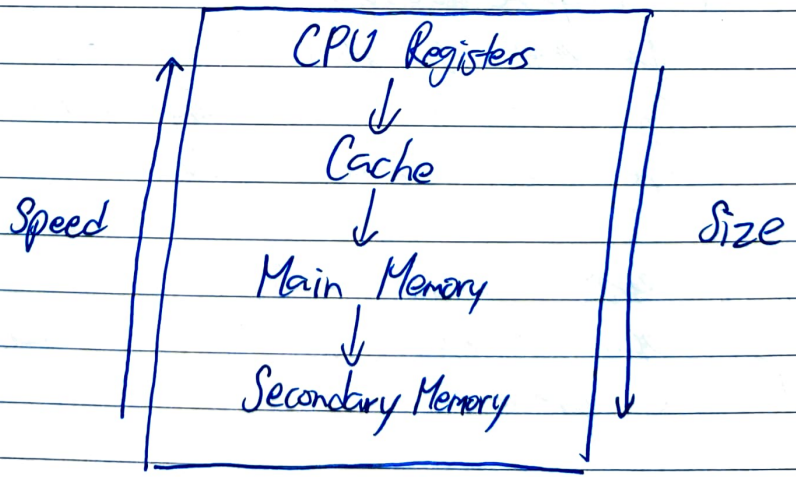 CPU Registers
Cache
Speed
Size
Main Memory
Secondary Memory